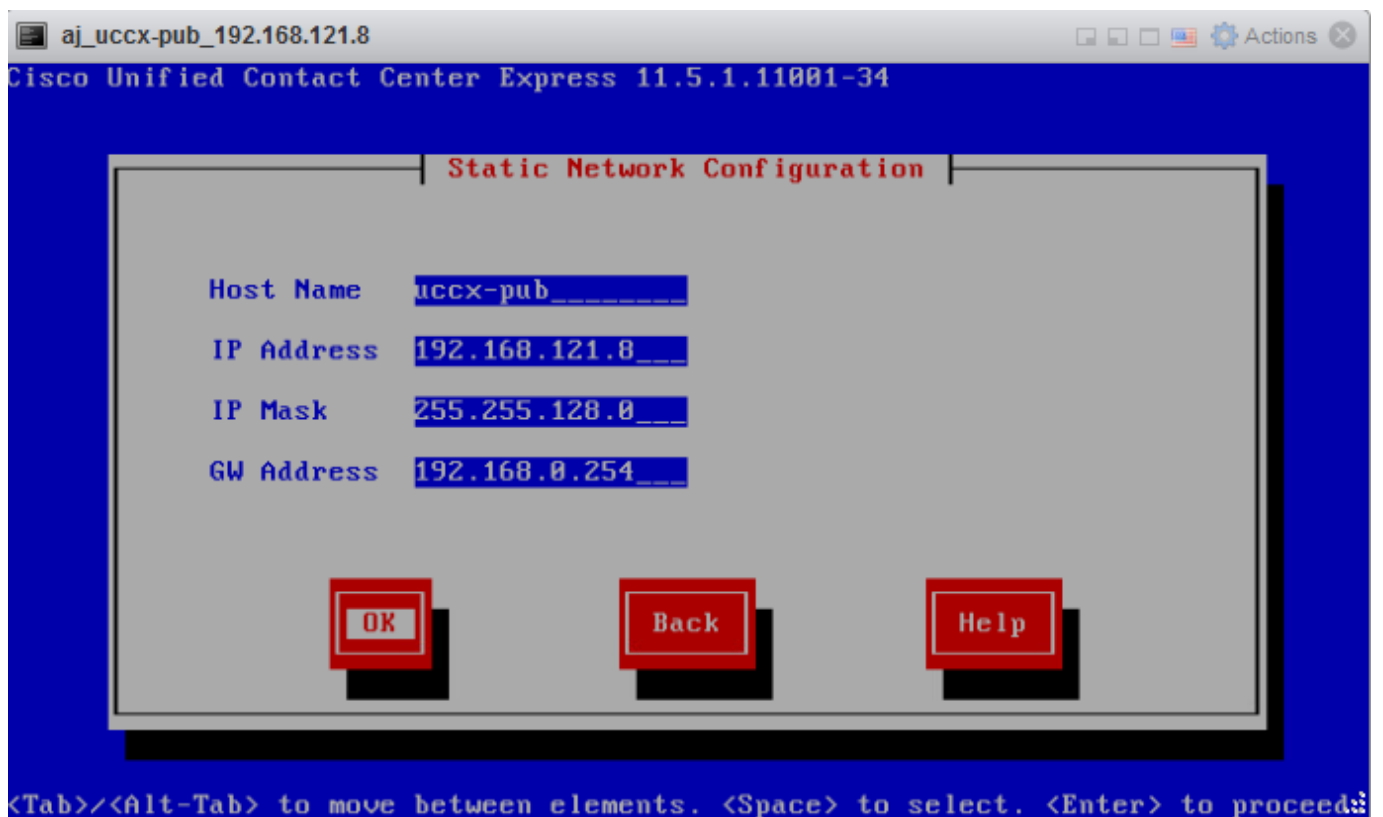 aj_uccx-pub_192.168.121.8 Actions
Cisco Unified Contact Center Express 11.5.1.11001-34
Static Network Configuration
Host Name uccx-pub________
IP Address 192.168.121.8___
IP Mask 255.255.128.0___
GW Address 192.168.0.254___
OK Back Help
<Tab>/<Alt-Tab> to move between elements. <Space> to select. <Enter> to proceed